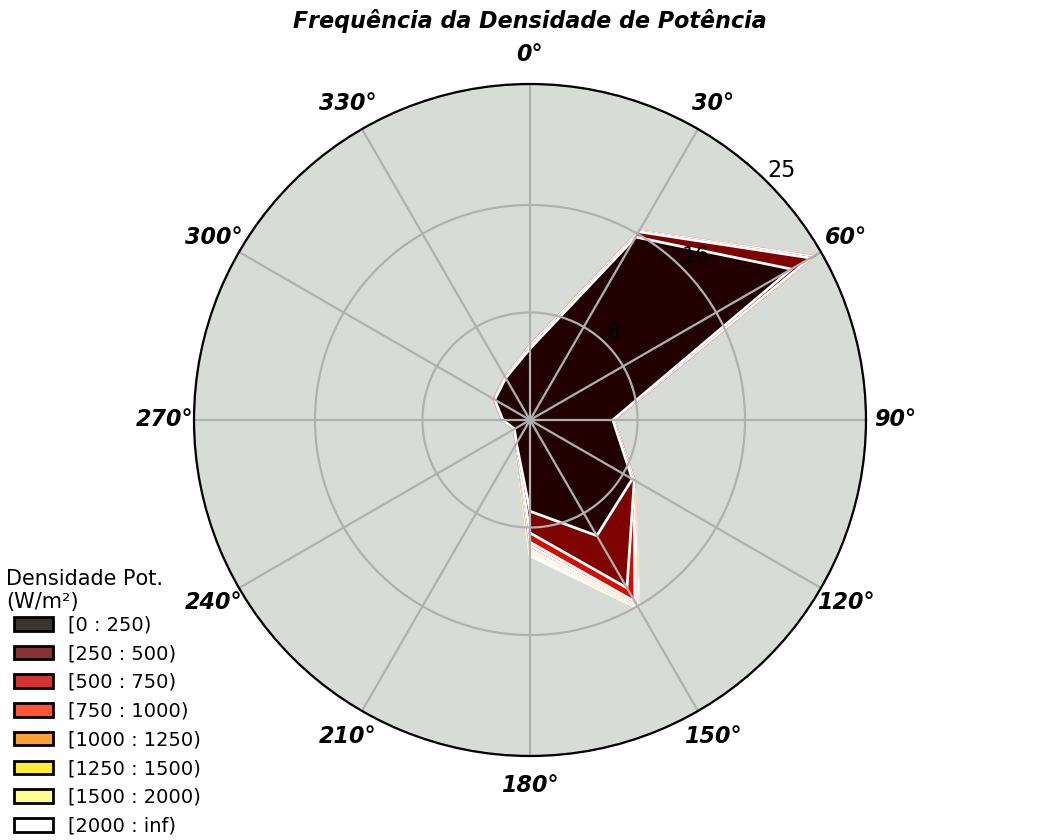 Frequência da Densidade de Potência
0°
330°
30°
25
300°
60°
16
8
270°
90°
Densidade Pot.
(W/m²)
240°
120°
[0 : 250)
[250 : 500)
[500 : 750)
[750 : 1000)
[1000 : 1250)
[1250 : 1500)
[1500 : 2000)
[2000 : inf)
210°
150°
180°